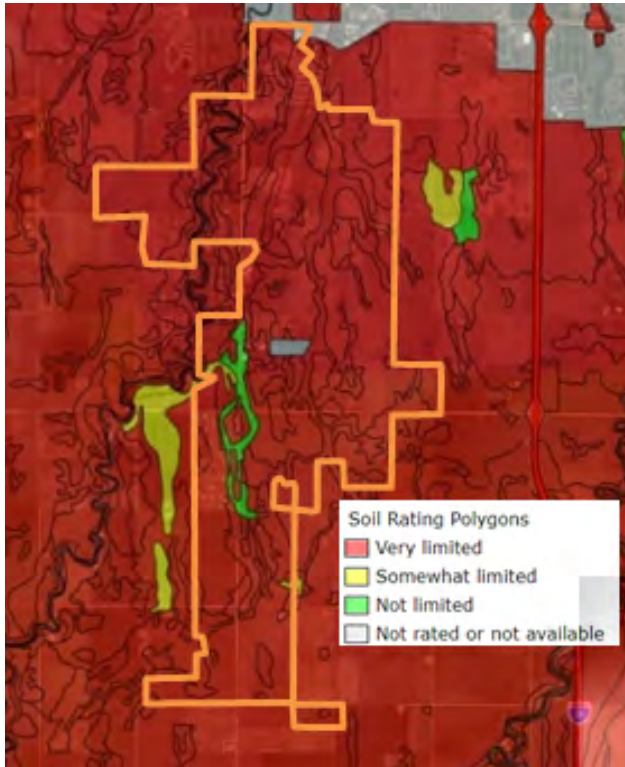 Soil Rating Polygons
Very limited
Somewhat limited
Not limited
Not rated or not available